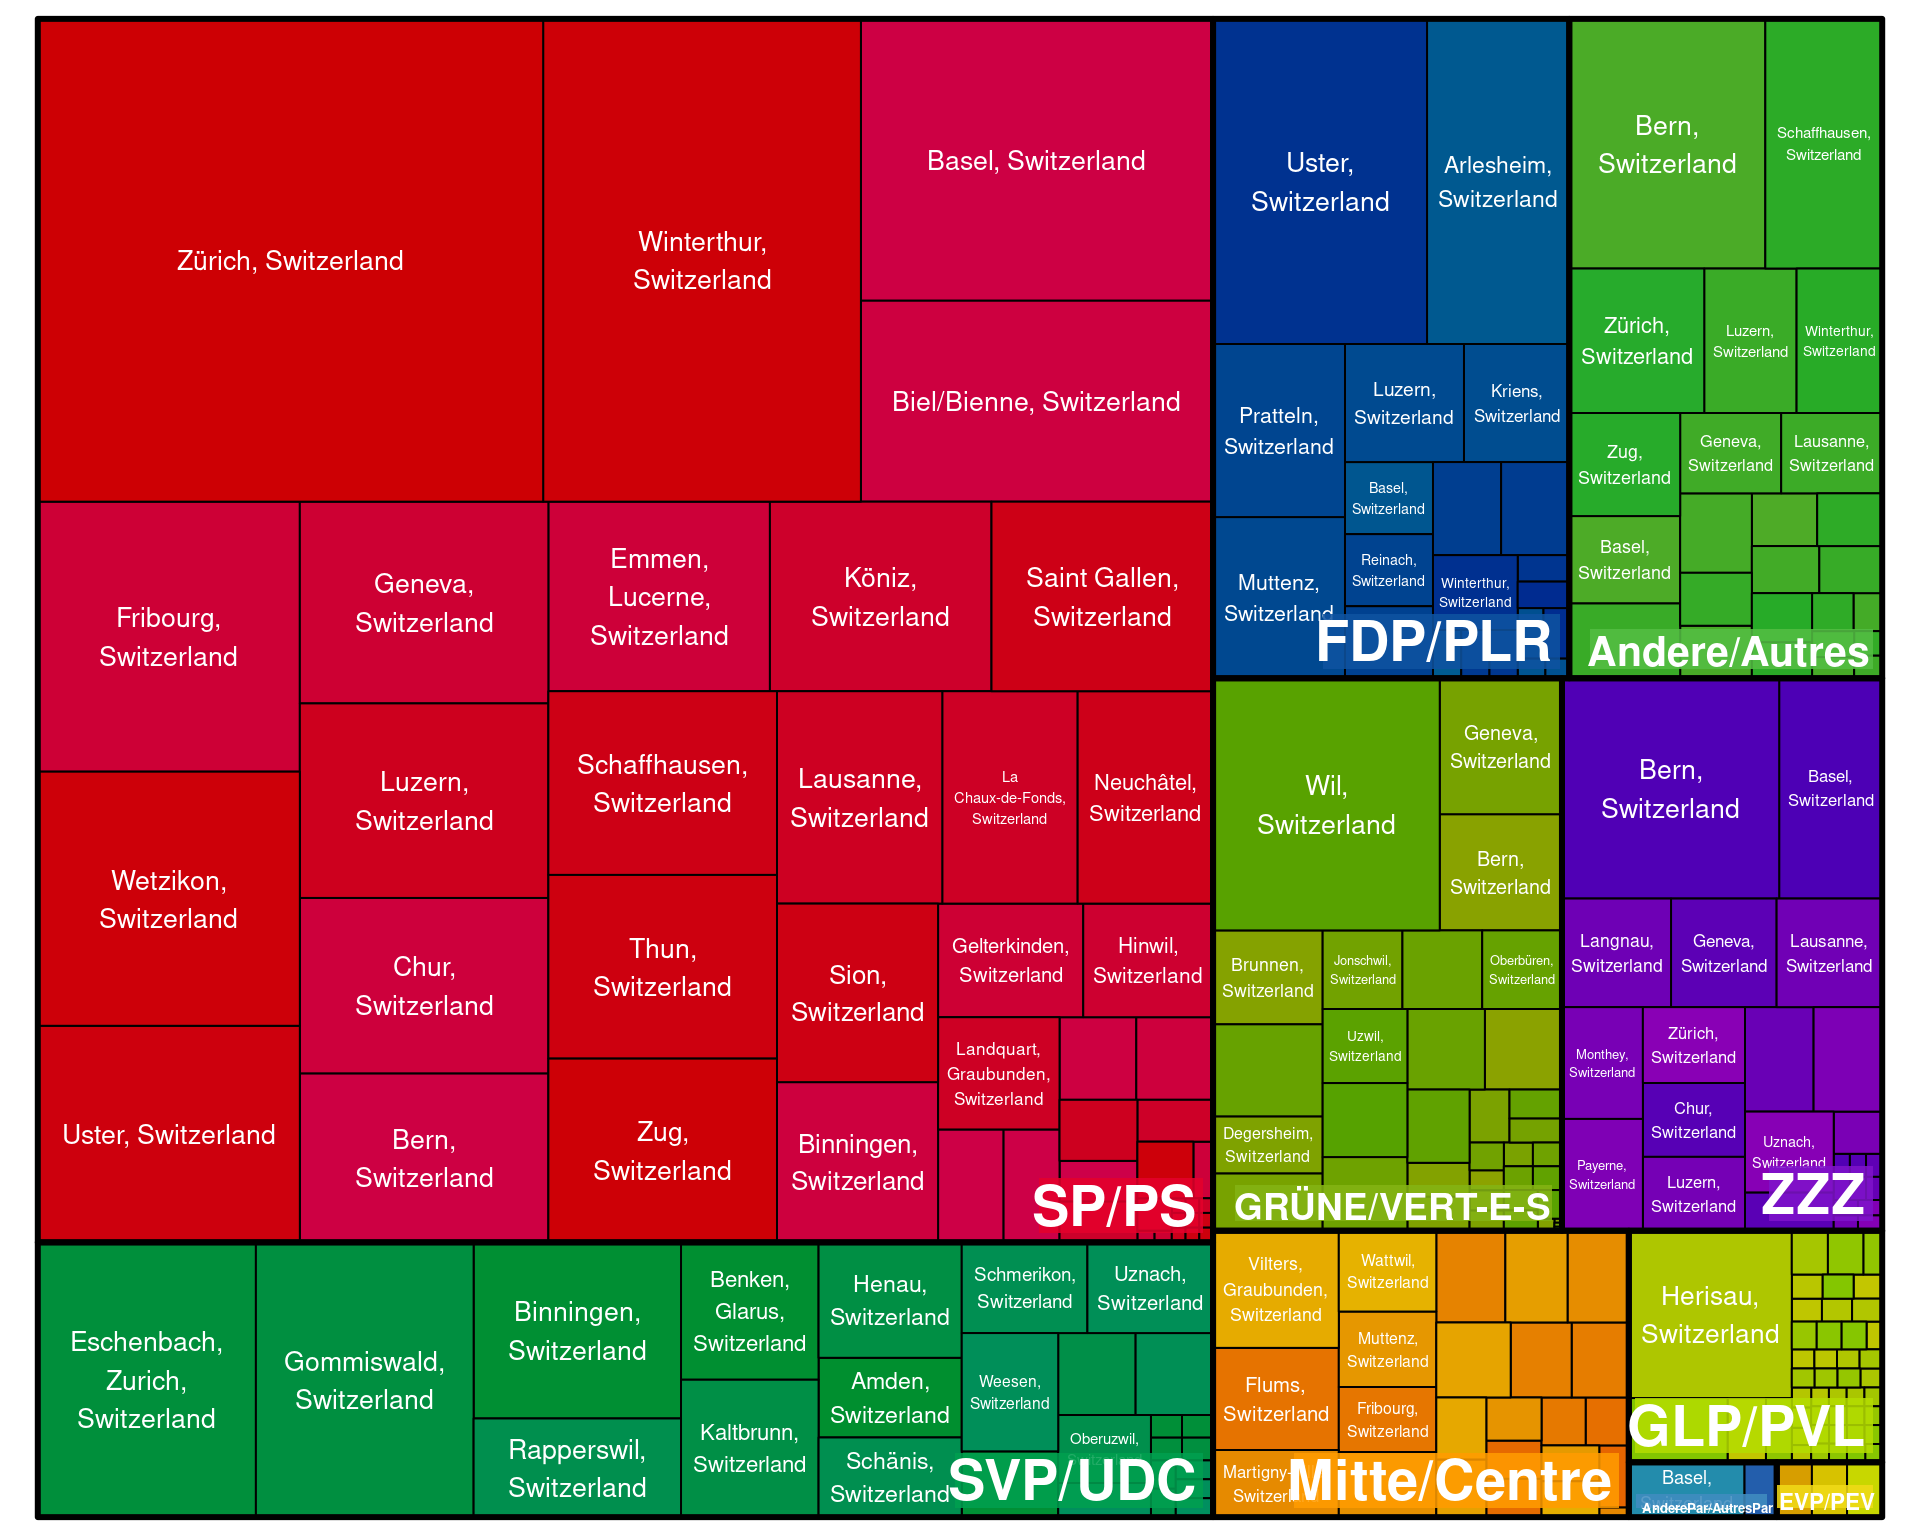 Zürich, Switzerland
Winterthur,
Switzerland
Basel, Switzerland
Biel/Bienne, Switzerland
Fribourg,
Switzerland
Wetzikon,
Switzerland
Uster, Switzerland
Geneva,
Switzerland
Luzern,
Switzerland
Chur,
Switzerland
Bern,
Switzerland
Emmen,
Lucerne,
Switzerland
Köniz,
Switzerland
Saint Gallen,
Switzerland
Schaffhausen,
Switzerland
Thun,
Switzerland
Zug,
Switzerland
Lausanne,
Switzerland
La
Chaux-de-Fonds,
Switzerland
Neuchâtel,
Switzerland
Sion,
Switzerland
Binningen,
Switzerland
Gelterkinden,
Switzerland
Hinwil,
Switzerland
Landquart,
Graubunden,
Switzerland
SP/PS
Eschenbach,
Zurich,
Switzerland
Gommiswald,
Switzerland
Binningen,
Switzerland
Rapperswil,
Switzerland
Benken,
Glarus,
Switzerland
Kaltbrunn,
Switzerland
Henau,
Switzerland
Amden,
Switzerland
Schänis,
Switzerland
Schmerikon,
Switzerland
Uznach,
Switzerland
Weesen,
Switzerland
Oberuzwil,
SVP/UDC
Uster,
Switzerland
Arlesheim,
Switzerland
Pratteln,
Switzerland
Muttenz,
Switzerland
Luzern,
Switzerland
Kriens,
Switzerland
Basel,
Switzerland
Reinach,
Switzerland
Winterthur,
Switzerland
FDP/PLR
Bern,
Switzerland
Schaffhausen,
Switzerland
Zürich,
Switzerland
Luzern,
Switzerland
Winterthur,
Switzerland
Zug,
Switzerland
Basel,
Switzerland
Geneva,
Switzerland
Lausanne,
Switzerland
Andere/Autres
Wil,
Switzerland
Geneva,
Switzerland
Bern,
Switzerland
Brunnen,
Switzerland
Jonschwil,
Switzerland
Oberbüren,
Switzerland
Uzwil,
Switzerland
Degersheim,
Switzerland
GRÜNE/VERT-E-S
Bern,
Switzerland
Basel,
Switzerland
Langnau,
Switzerland
Geneva,
Switzerland
Lausanne,
Switzerland
Monthey,
Switzerland
Payerne,
Switzerland
Zürich,
Switzerland
Chur,
Switzerland
Luzern,
Switzerland
Uznach,
Switzerland
ZZZ
Vilters,
Graubunden,
Switzerland
Flums,
Switzerland
Wattwil,
Switzerland
Muttenz,
Switzerland
Fribourg,
Switzerland
Mitte/Centre
Herisau,
Switzerland
GLP/PVL
Basel,
AnderePar/AutresPar
EVP/PEV